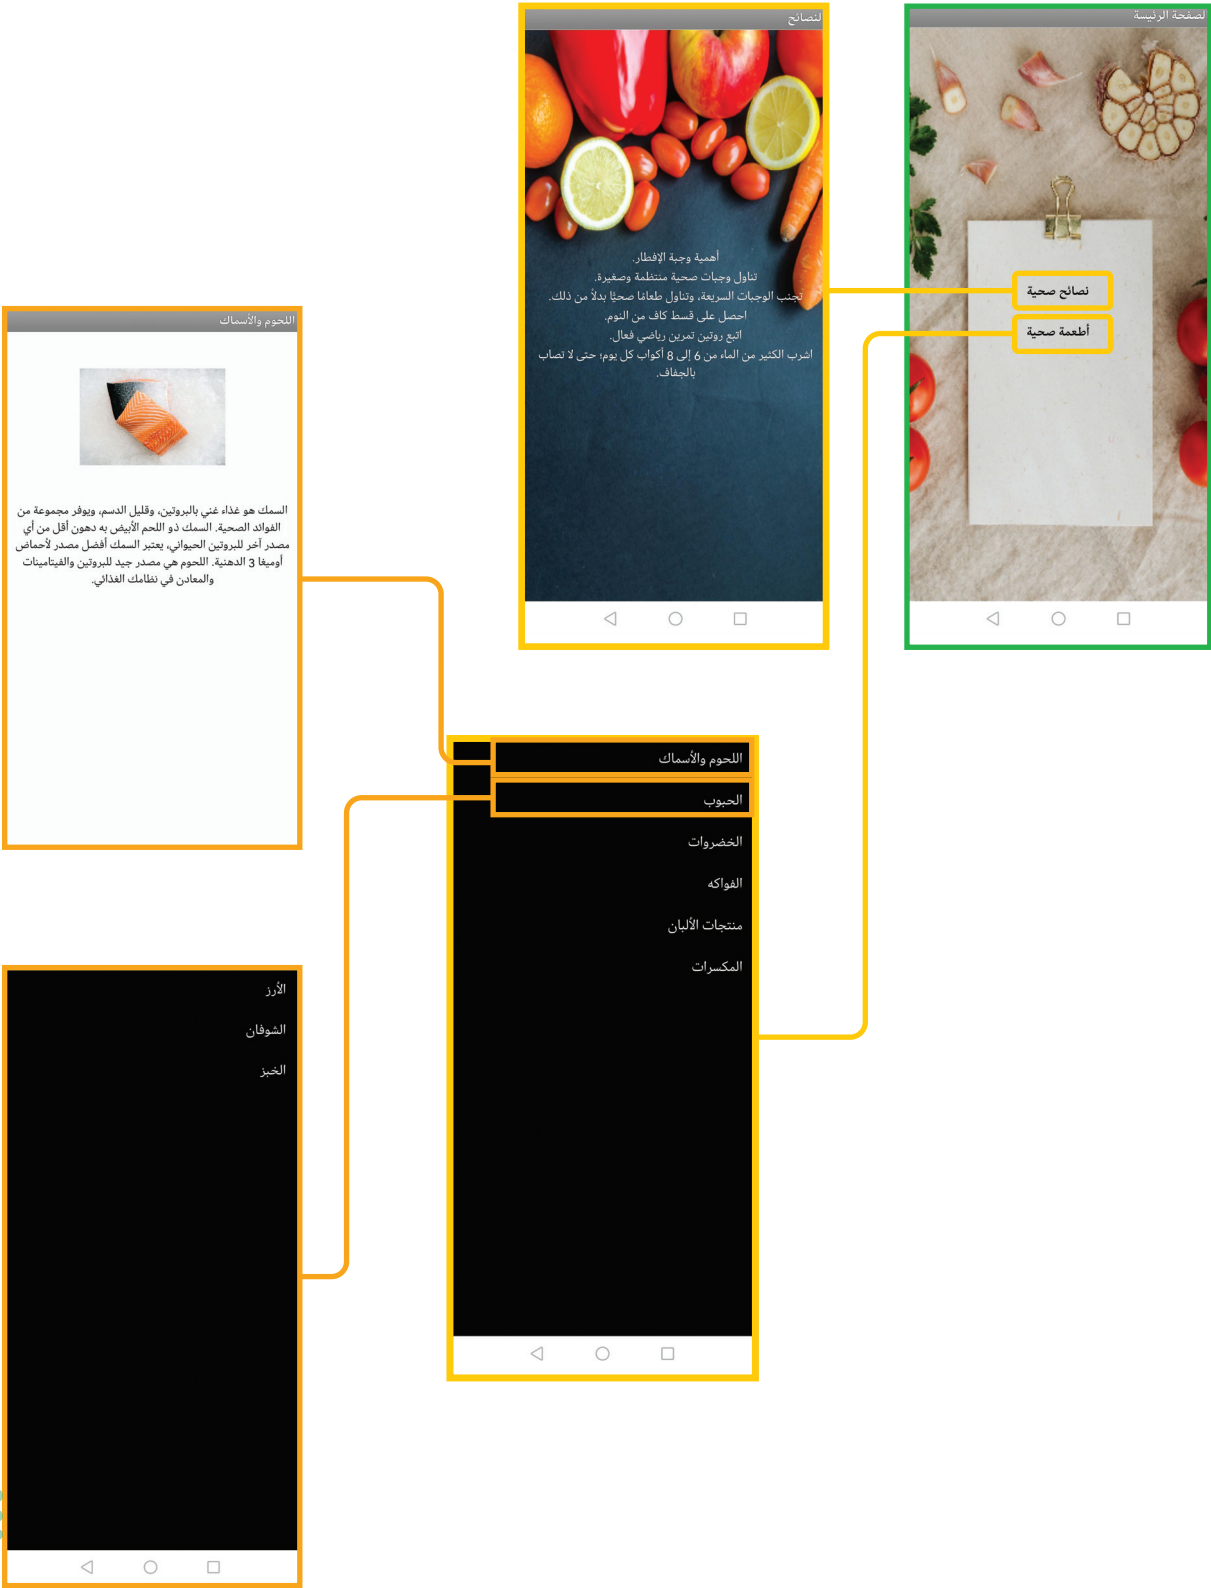 الصفحة الرئيسة
نصائح صحية
أطعمة صحية
النصائح
أهمية وجبة الإفطار.
تناول وجبات صحية منتظمة وصغيرة.
تجنب الوجبات السريعة، وتناول طعامًا صحيًا بدلاً من ذلك.
احصل على قسط كاف من النوم.
اتبع روتين تمرين رياضي فعال.
اشرب الكثير من الماء من 6 إلى 8 أكواب كل يوم؛ حتى لا تصاب
بالجفاف.
اللحوم والأسماك
السمك هو غذاء غني بالبروتين، وقليل الدسم، ويوفر مجموعة من
الفوائد الصحية. السمك ذو اللحم الأبيض به دهون أقل من أي
مصدر آخر للبروتين الحيواني، يعتبر السمك أفضل مصدر لأحماض
أوميغا 3 الدهنية. اللحوم هي مصدر جيد للبروتين والفيتامينات
والمعادن في نظامك الغذائي.
اللحوم والأسماك
الحبوب
الخضروات
الفواكه
منتجات الألبان
المكسرات
الأرز
الشوفان
الخبز